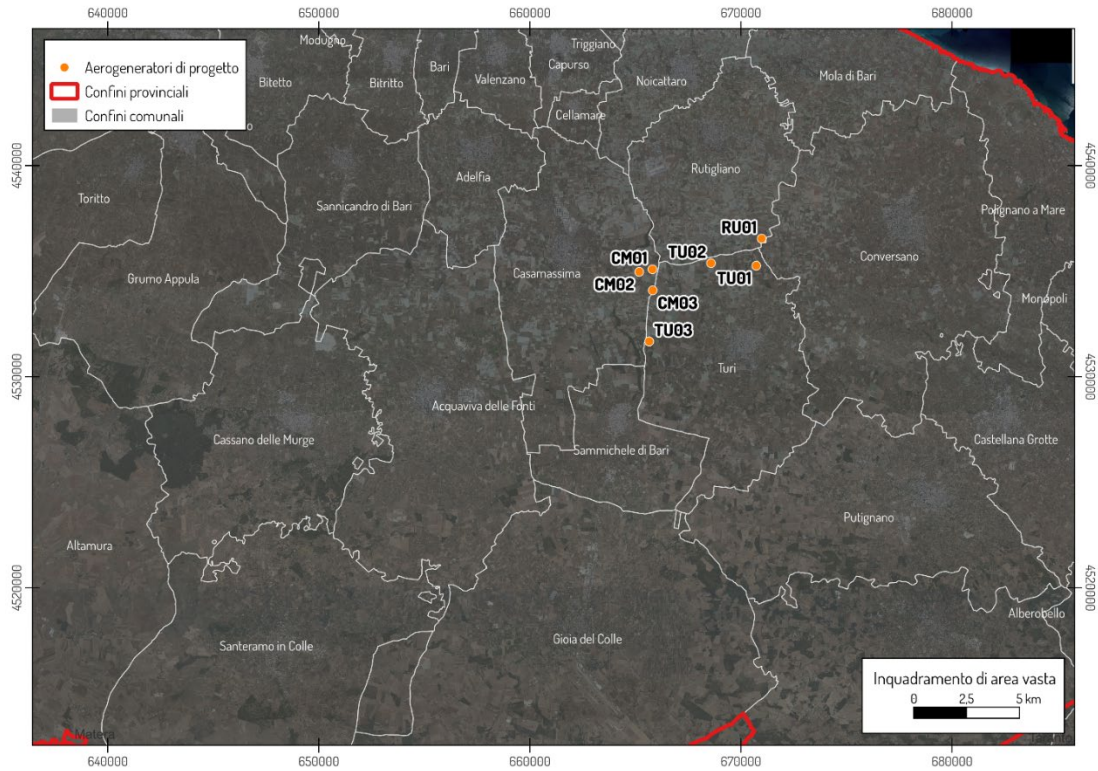 640000
650000
660000
670000
680000
Aerogeneratori di progetto
Confini provinciali
Confini comunali
Modugno
Bitetto
Bitritto
Bari
Valenzano
Triggiano
Capurso
Cellamare
Noicattaro
Mola di Bari
4540000
4540000
Toritto
Sannicandro di Bari
Adelfia
Rutigliano
Polignano a Mare
Grumo Appula
Casamassima
Conversano
Monopoli
RU01
TU02
CM01
CM02
TU01
CM03
TU03
4530000
4530000
Turi
Acquaviva delle Fonti
Cassano delle Murge
Sammichele di Bari
Castellana Grotte
Altamura
Putignano
4520000
4520000
Alberobello
Santeramo in Colle
Gioia del Colle
Inquadramento di area vasta
0 2,5 5 km
Matera
640000
650000
660000
670000
680000